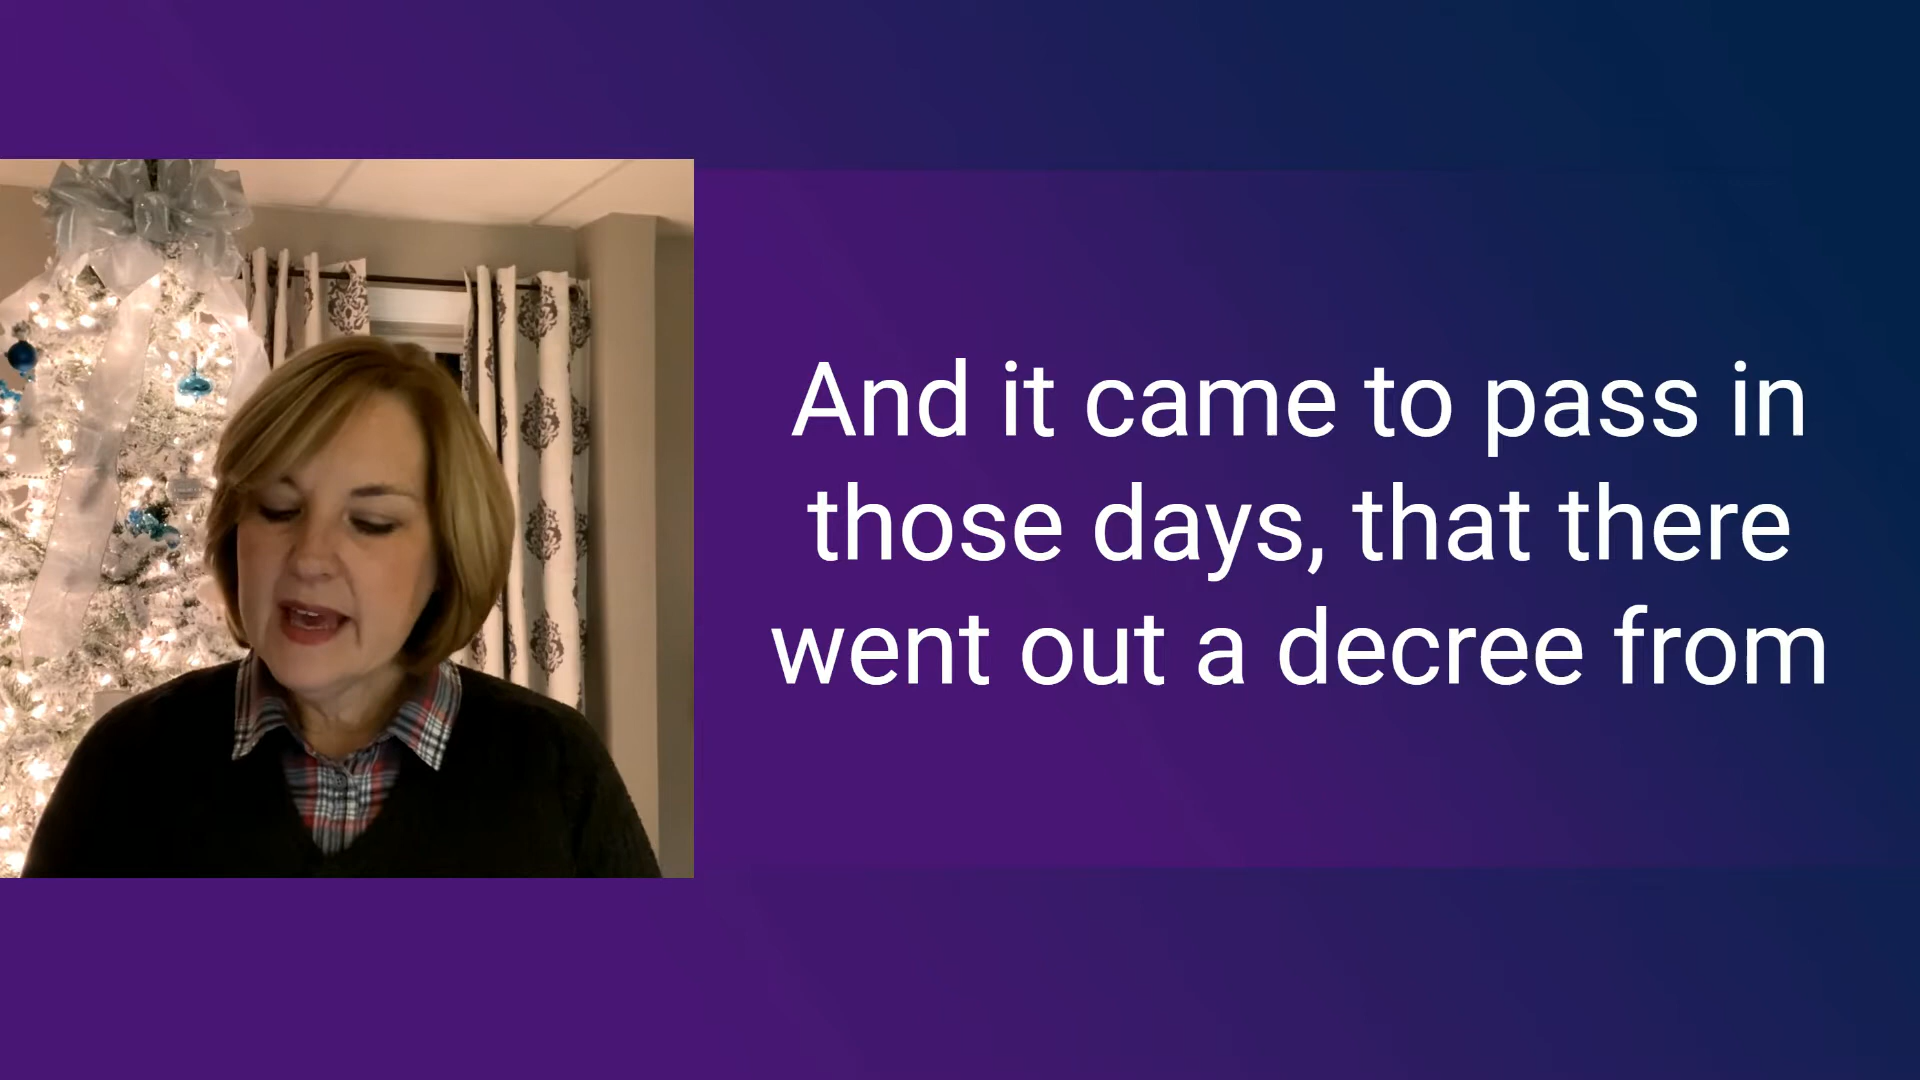 And it came to pass in
those days, that there
went out a decree from